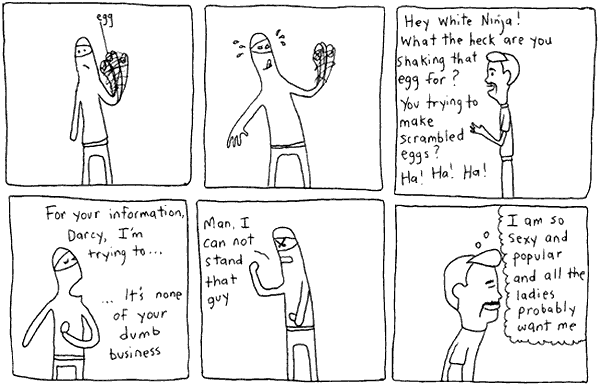 egg
Hey White Ninja!
What the heck are you
shaking that
egg for?
You trying to
make
scrambled
eggs?
Ha! Ha! Ha!
For your information,
Darcy, I'm
trying to...
... It's none
of your
dumb
business
Man, I
can not
stand
that
guy
I am so
sexy and
popular
and all the
ladies
probably
want me